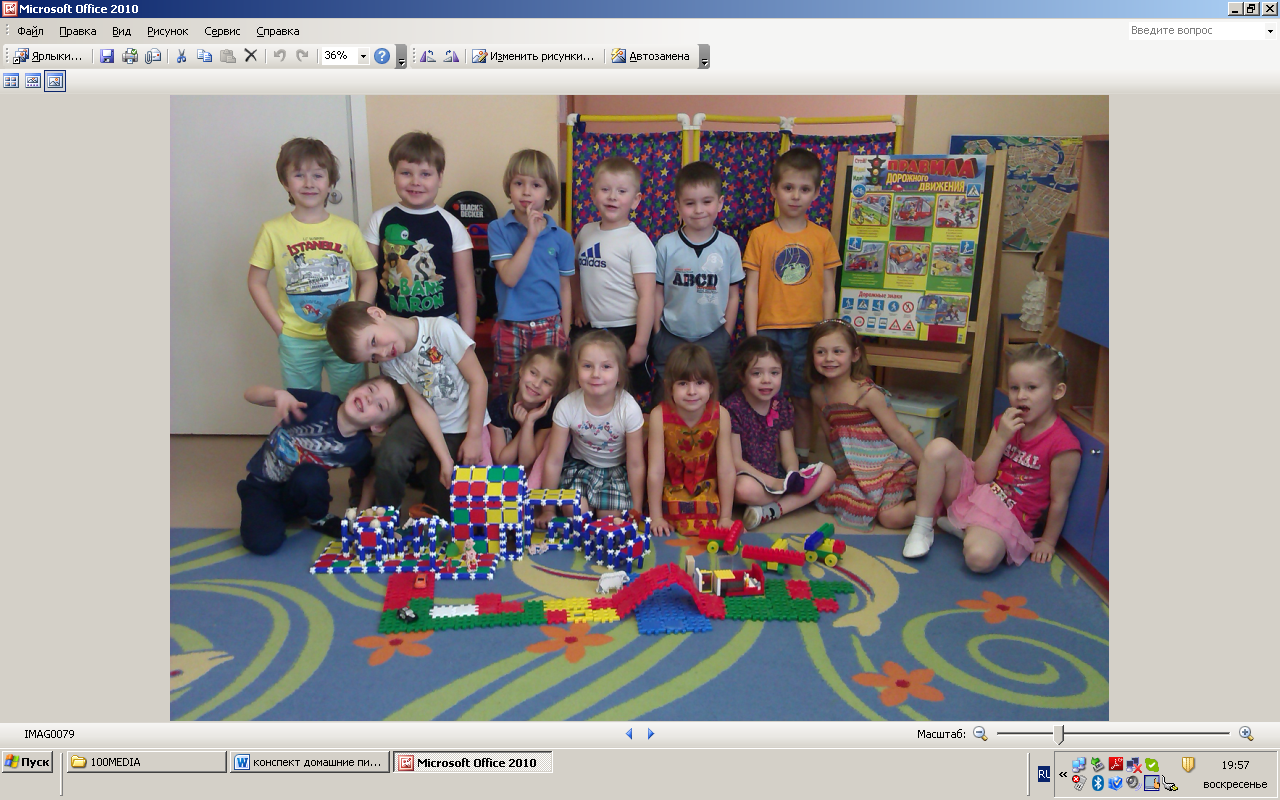 Microsoft Office 2010
Файл Правка Вид Рисунок Сервис Справка
Введите вопрос
Ярлыки... 36% Изменить рисунки... Автозамена
BLACK & DECKER
ISTANBUL
BARON
adidas
ABCD
ПРАВИЛА
ДОРОЖНОГО
ДВИЖЕНИЯ
Дорожные знаки
IMAG0079
Масштаб:
Пуск 100MEDIA конспект домашние пи... Microsoft Office 2010
RU
19:57
воскресенье